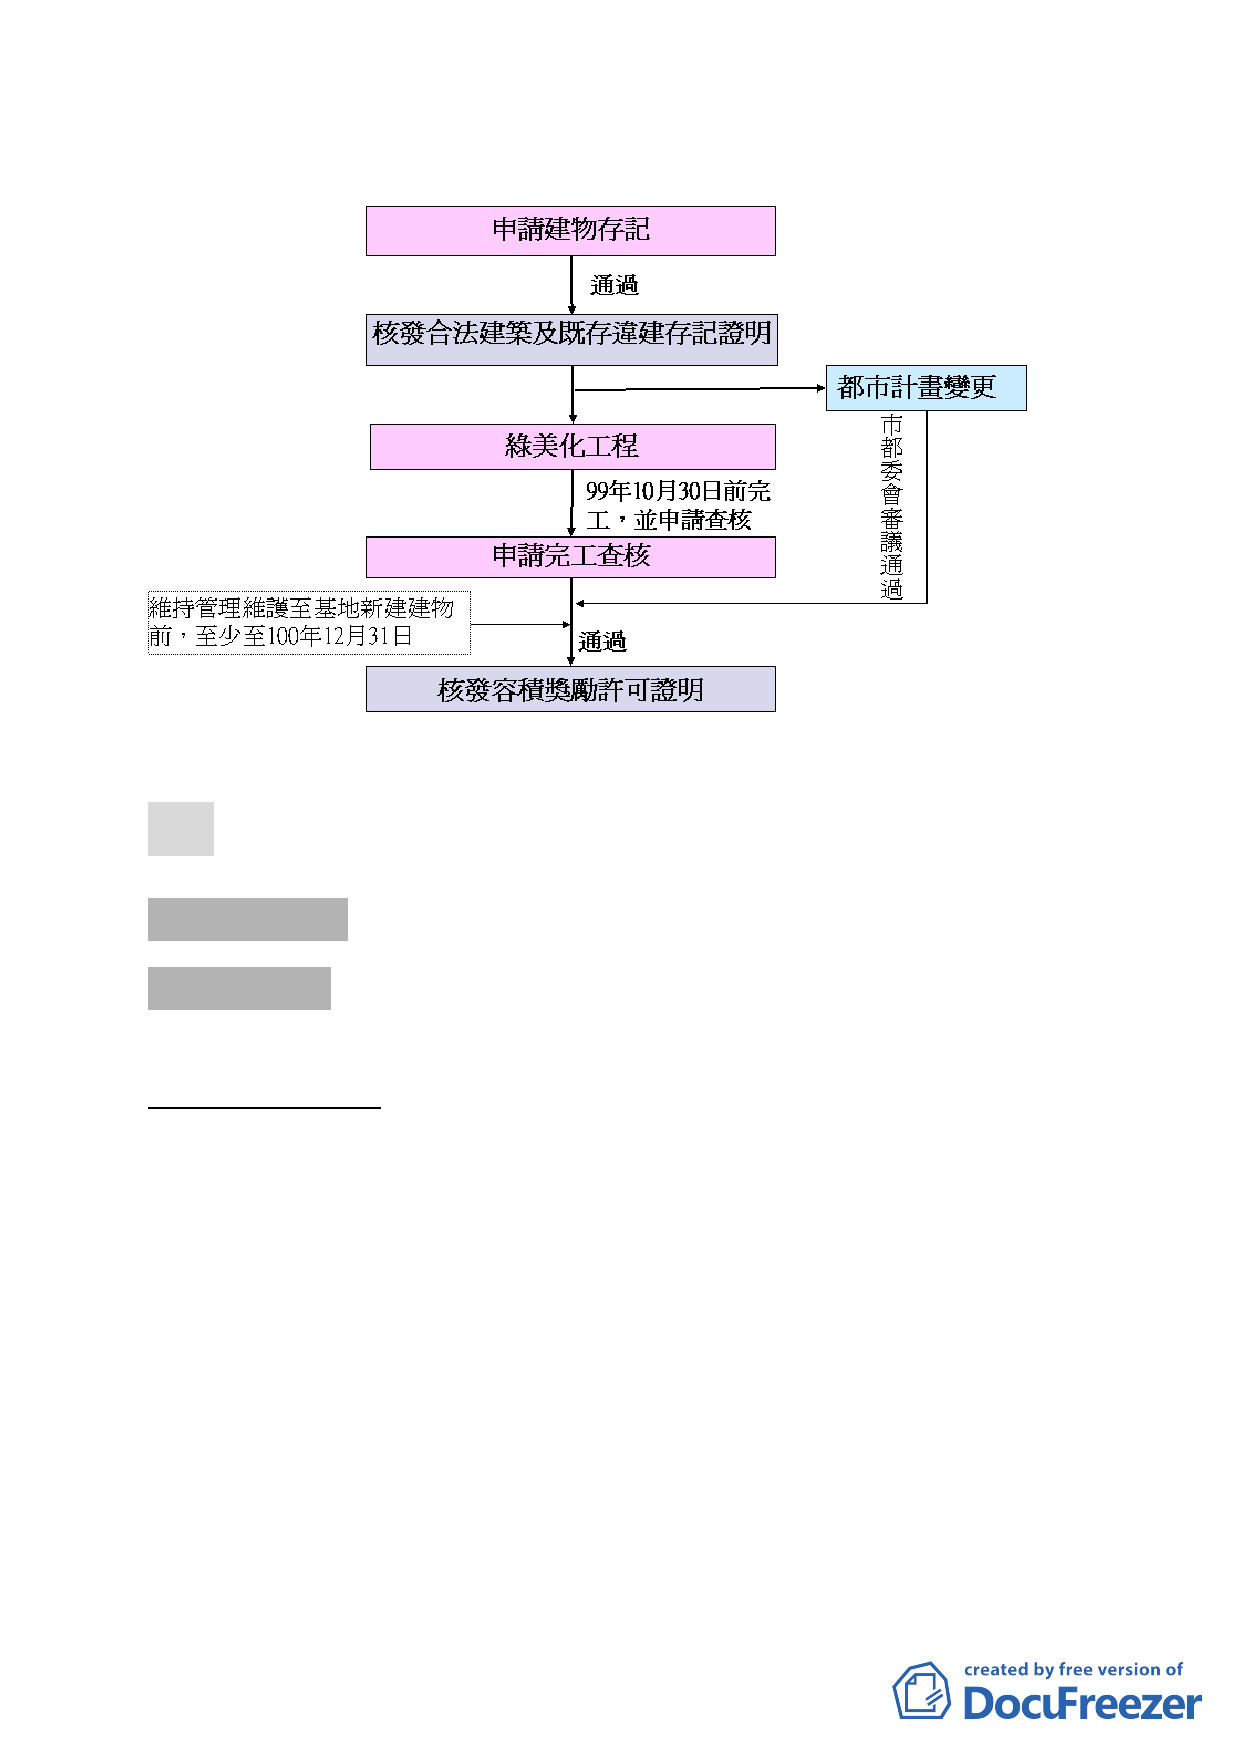 申請建物存記
通過
核發合法建築及既存違建存記證明
都市計畫變更
市都委會審議通過
綠美化工程
99年10月30日前完
工，並申請查核
申請完工查核
維持管理維護至基地新建建物
前，至少至100年12月31日
通過
核發容積獎勵許可證明
created by free version of
DocuFreezer